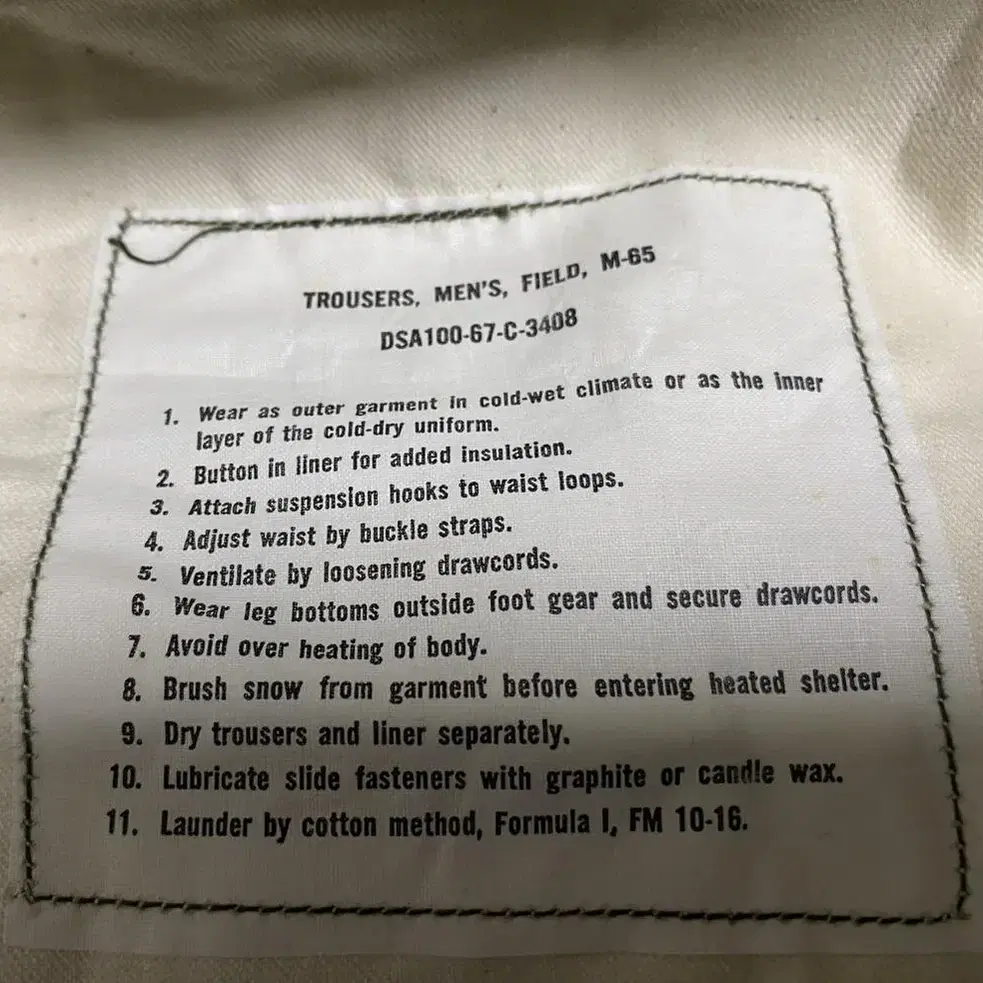 TROUSERS, MEN'S, FIELD, M-65
DSA100-67-C-3408
1. Wear as outer garment in cold-wet climate or as the inner
layer of the cold-dry uniform.
2. Button in liner for added insulation.
3. Attach suspension hooks to waist loops.
4. Adjust waist by buckle straps.
5. Ventilate by loosening drawcords.
6. Wear leg bottoms outside foot gear and secure drawcords.
7. Avoid over heating of body.
8. Brush snow from garment before entering heated shelter.
9. Dry trousers and liner separately.
10. Lubricate slide fasteners with graphite or candle wax.
11. Launder by cotton method, Formula I, FM 10-16.